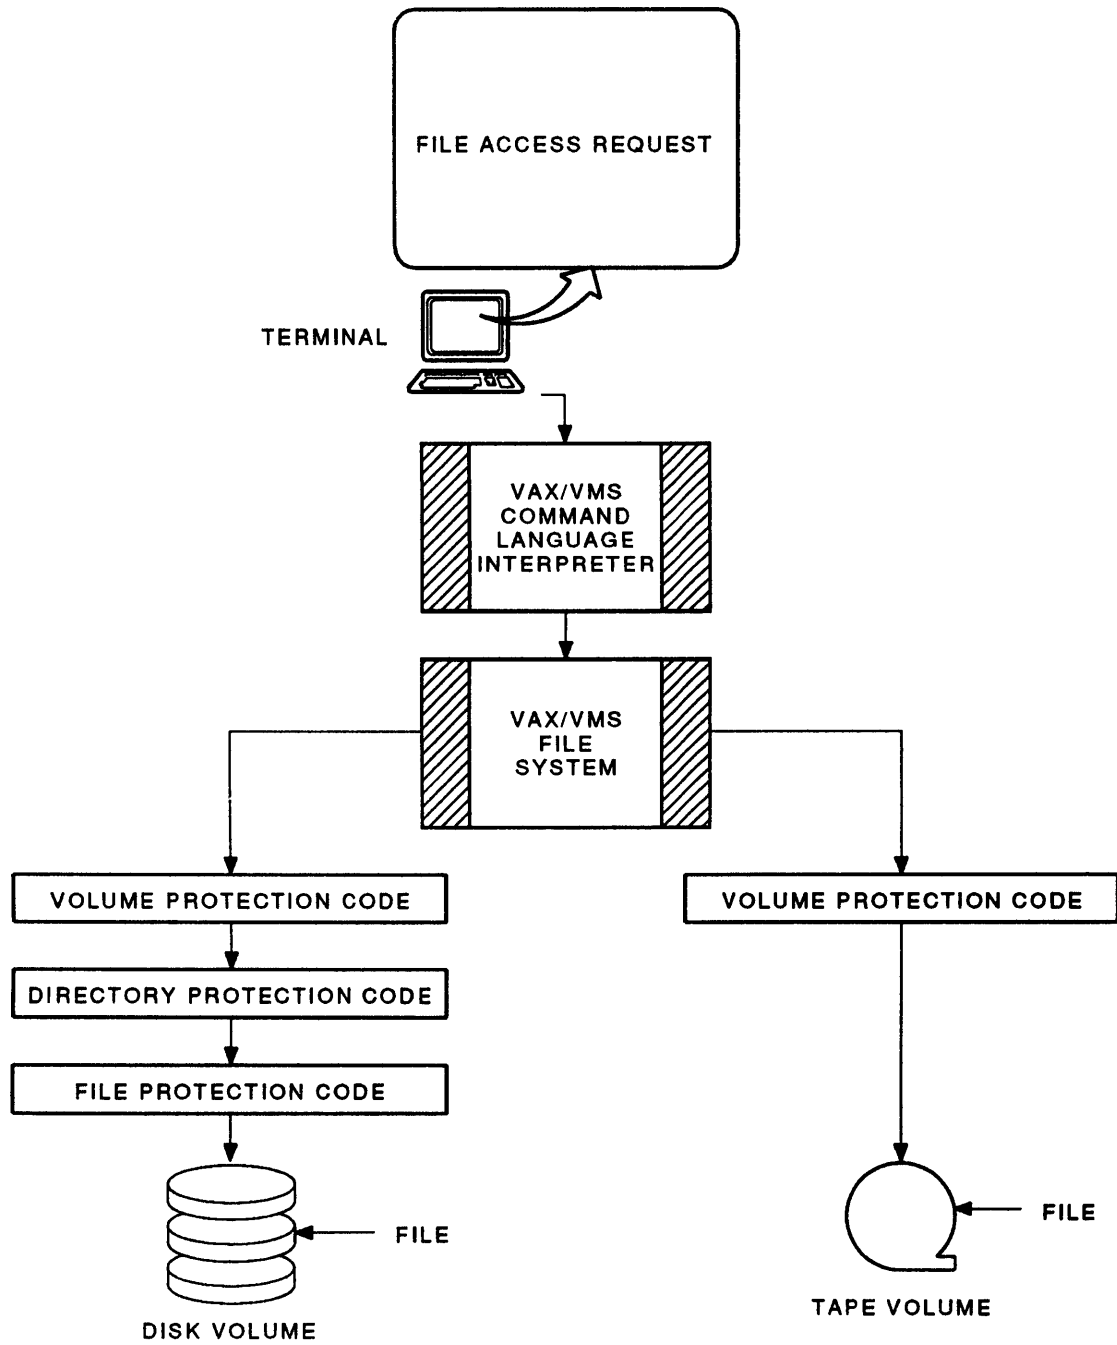 FILE ACCESS REQUEST
TERMINAL
VAX/VMS
COMMAND
LANGUAGE
INTERPRETER
VAX/VMS
FILE
SYSTEM
VOLUME PROTECTION CODE
VOLUME PROTECTION CODE
DIRECTORY PROTECTION CODE
FILE PROTECTION CODE
FILE
FILE
TAPE VOLUME
DISK VOLUME